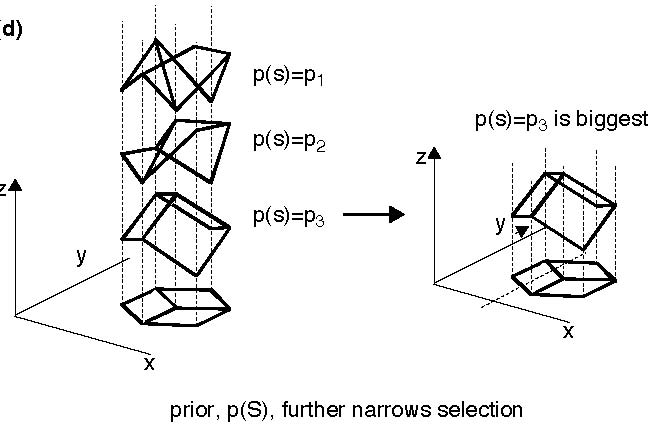 (d)
p(s)=p1
p(s)=p2
p(s)=p3
z
y
x
p(s)=p3 is biggest
z
y
x
prior, p(S), further narrows selection